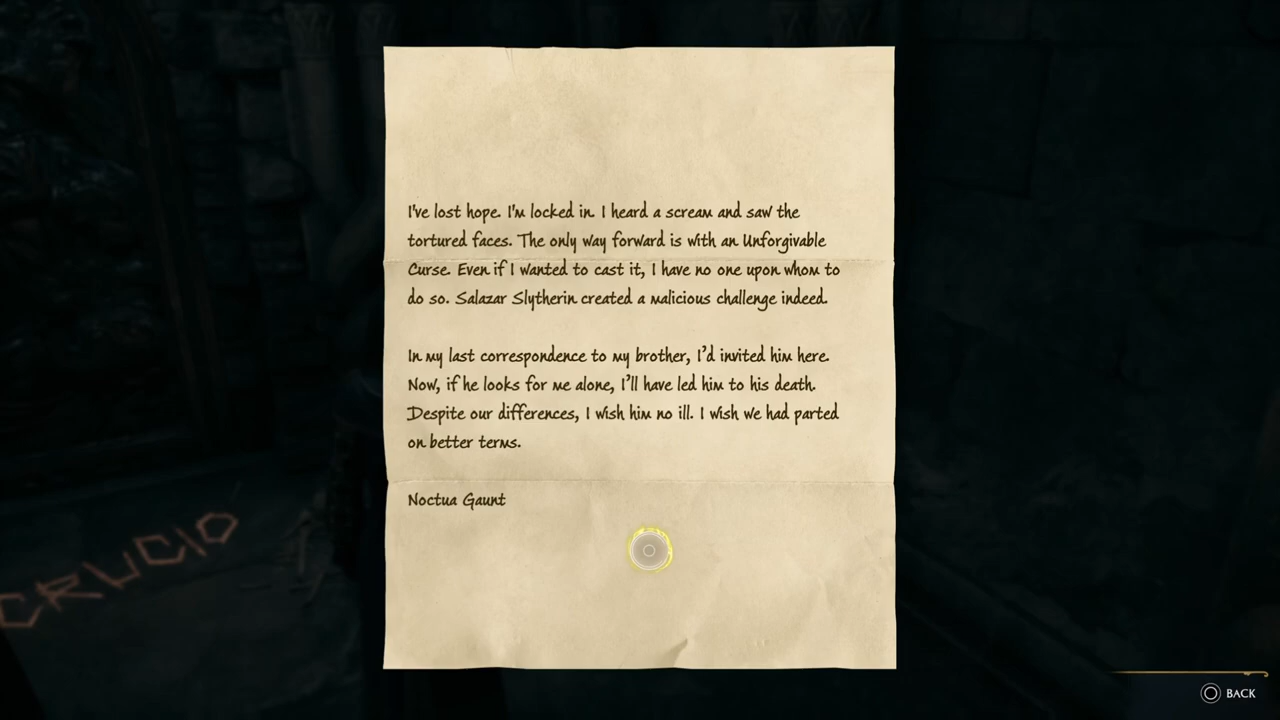 I've lost hope. I'm locked in. I heard a scream and saw the
tortured faces. The only way forward is with an Unforgivable
Curse. Even if I wanted to cast it, I have no one upon whom to
do so. Salazar Slytherin created a malicious challenge indeed.
In my last correspondence to my brother, I'd invited him here.
Now, if he looks for me alone, I'll have led him to his death.
Despite our differences, I wish him no ill. I wish we had parted
on better terms.
Noctua Gaunt
CRUCIO
BACK